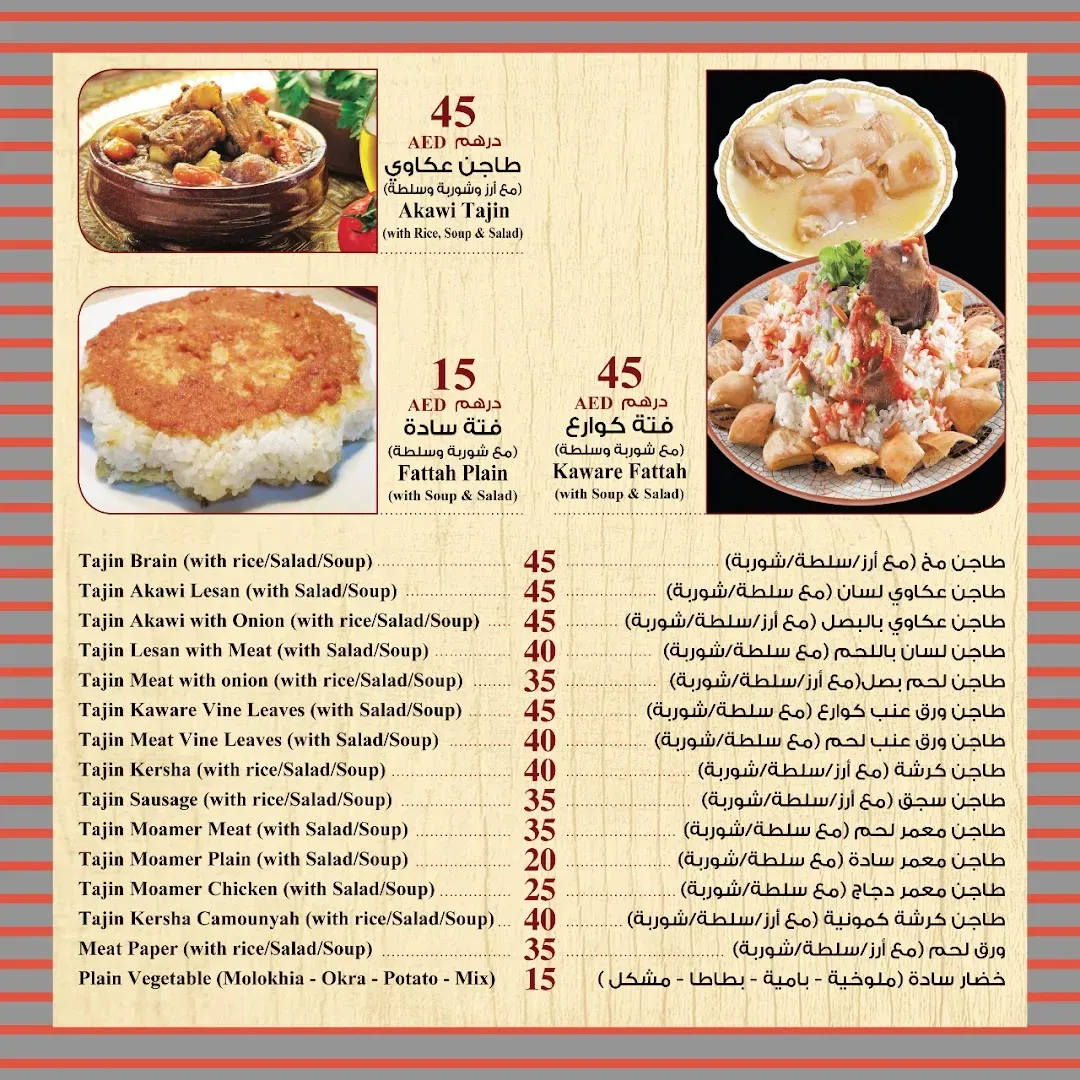 45
AED درهم
طاجن عكاوي
(مع أرز وشوربة وسلطة)
Akawi Tajin
(with Rice, Soup & Salad)
15
AED درهم
فتة سادة
(مع شوربة وسلطة)
Fattah Plain
(with Soup & Salad)
45
AED درهم
فتة كوارع
(مع شوربة وسلطة)
Kaware Fattah
(with Soup & Salad)
Tajin Brain (with rice/Salad/Soup) 45 طاجن مخ (مع أرز/سلطة/شوربة)
Tajin Akawi Lesan (with Salad/Soup) 45 طاجن عكاوي لسان (مع سلطة/شوربة)
Tajin Akawi with Onion (with rice/Salad/Soup) 45 طاجن عكاوي بالبصل (مع أرز/سلطة/شوربة)
Tajin Lesan with Meat (with Salad/Soup) 40 طاجن لسان باللحم (مع سلطة/شوربة)
Tajin Meat with onion (with rice/Salad/Soup) 35 طاجن لحم بصل(مع أرز/سلطة/شوربة)
Tajin Kaware Vine Leaves (with Salad/Soup) 45 طاجن ورق عنب كوارع (مع سلطة/شوربة)
Tajin Meat Vine Leaves (with Salad/Soup) 40 طاجن ورق عنب لحم (مع سلطة/شوربة)
Tajin Kersha (with rice/Salad/Soup) 40 طاجن كرشة (مع أرز/سلطة/شوربة)
Tajin Sausage (with rice/Salad/Soup) 35 طاجن سجق (مع أرز/سلطة/شوربة)
Tajin Moamer Meat (with Salad/Soup) 35 طاجن معمر لحم (مع سلطة/شوربة)
Tajin Moamer Plain (with Salad/Soup) 20 طاجن معمر سادة (مع سلطة/شوربة)
Tajin Moamer Chicken (with Salad/Soup) 25 طاجن معمر دجاج (مع سلطة/شوربة)
Tajin Kersha Camounyah (with rice/Salad/Soup) 40 طاجن كرشة كمونية (مع أرز/سلطة/شوربة)
Meat Paper (with rice/Salad/Soup) 35 ورق لحم (مع أرز/سلطة/شوربة)
Plain Vegetable (Molokhia - Okra - Potato - Mix) 15 خضار سادة (ملوخية - بامية - بطاطا - مشكل )